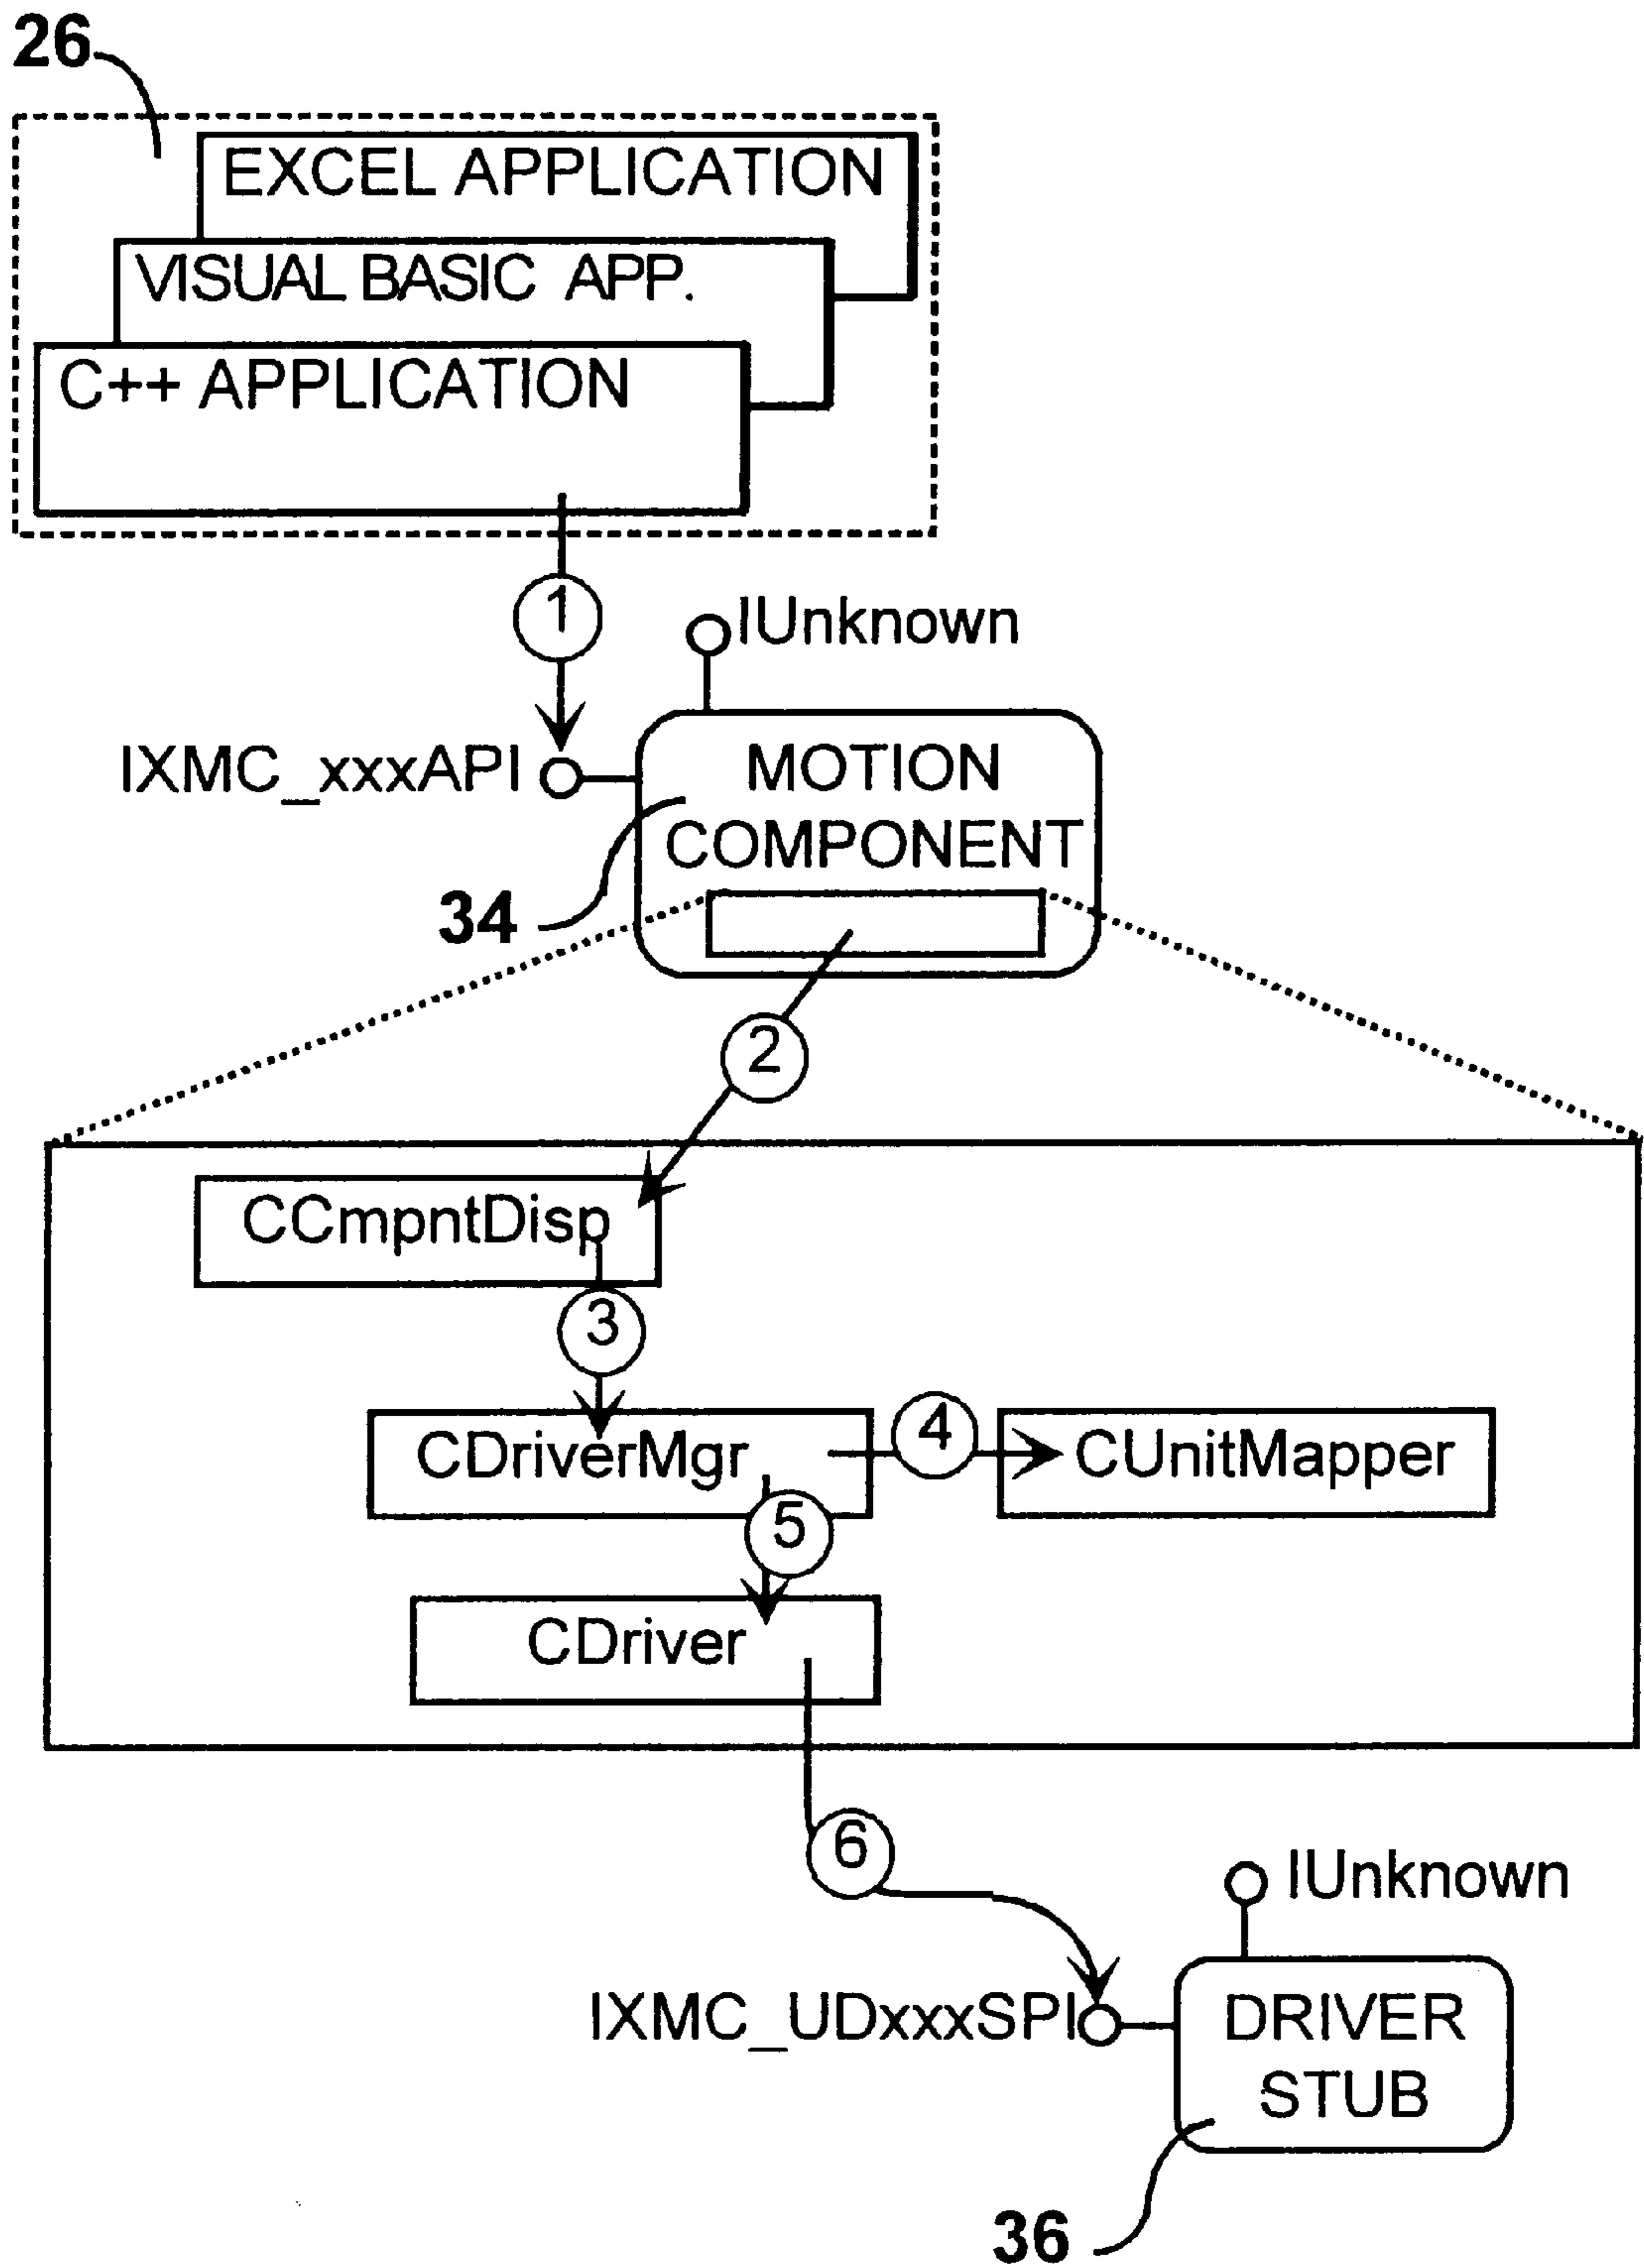 26
EXCEL APPLICATION
VISUAL BASIC APP.
C++ APPLICATION
1
IUnknown
IXMC_xxxAPI
MOTION
COMPONENT
34
2
CCmpntDisp
3
CDriverMgr
4
CUnitMapper
5
CDriver
6
IUnknown
IXMC_UDxxxSPI
DRIVER
STUB
36